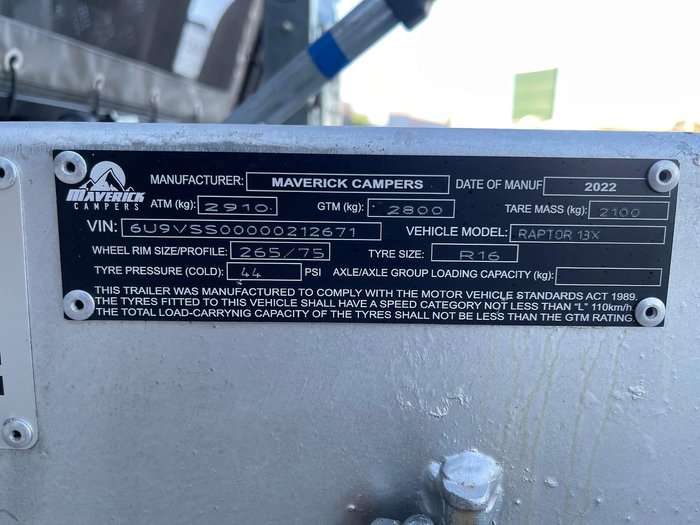 MAVERICK
CAMPERS
MANUFACTURER: MAVERICK CAMPERS DATE OF MANUF 2022
ATM (kg): 2910 GTM (kg): 2800 TARE MASS (kg): 2100
VIN: 6U9VSS00000212671 VEHICLE MODEL: RAPTOR 13X
WHEEL RIM SIZE/PROFILE: 265/75 TYRE SIZE: R16
TYRE PRESSURE (COLD): 44 PSI AXLE/AXLE GROUP LOADING CAPACITY (kg):
THIS TRAILER WAS MANUFACTURED TO COMPLY WITH THE MOTOR VEHICLE STANDARDS ACT 1989.
THE TYRES FITTED TO THIS VEHICLE SHALL HAVE A SPEED CATEGORY NOT LESS THAN "L" 110km/h
THE TOTAL LOAD-CARRYNIG CAPACITY OF THE TYRES SHALL NOT BE LESS THAN THE GTM RATING.